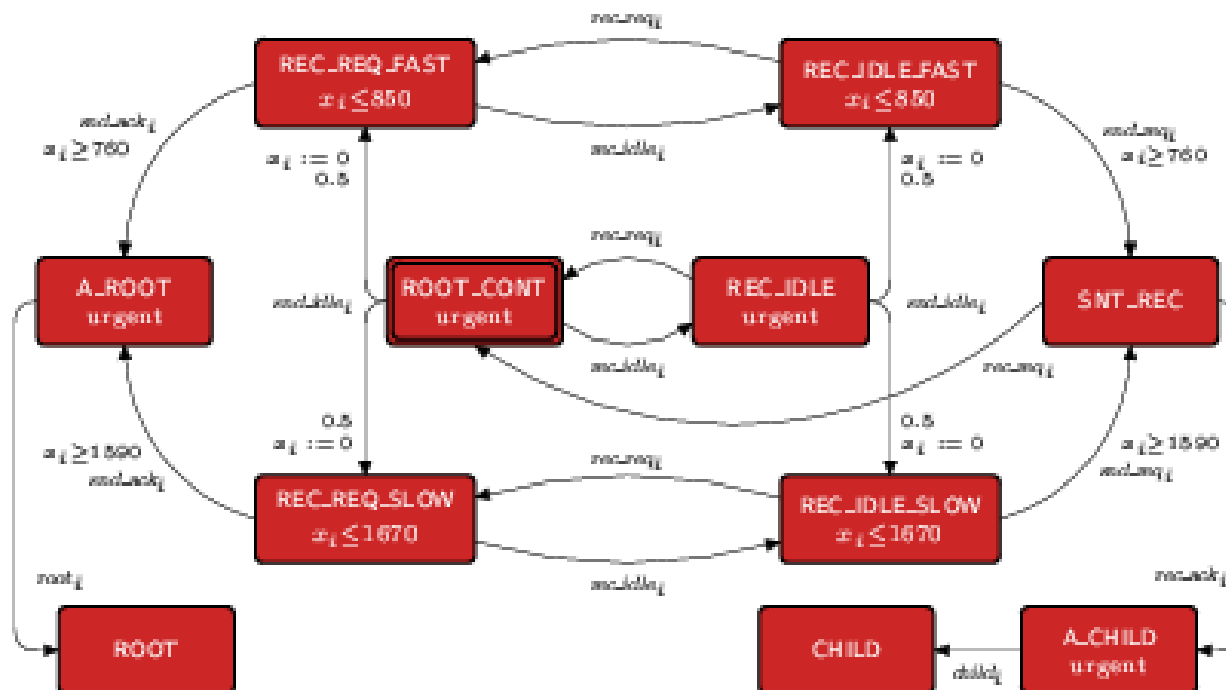 rec_req_i
REC_REQ_FAST
x_i≤850
REC_IDLE_FAST
x_i≤850
snd_ack_i
x_i≥760
x_i := 0
0.5
rec_idle_i
x_i := 0
0.5
snd_req_i
x_i≥760
rec_req_i
A_ROOT
urgent
snd_idle_i
ROOT_CONT
urgent
REC_IDLE
urgent
snd_idle_i
SNT_REC
rec_idle_i
rec_req_i
0.5
x_i := 0
0.5
x_i := 0
x_i≥1590
snd_ack_i
rec_req_i
x_i≥1590
snd_req_i
REC_REQ_SLOW
x_i≤1670
REC_IDLE_SLOW
x_i≤1670
root_i
rec_idle_i
rec_ack_i
ROOT
CHILD
child_i
A_CHILD
urgent